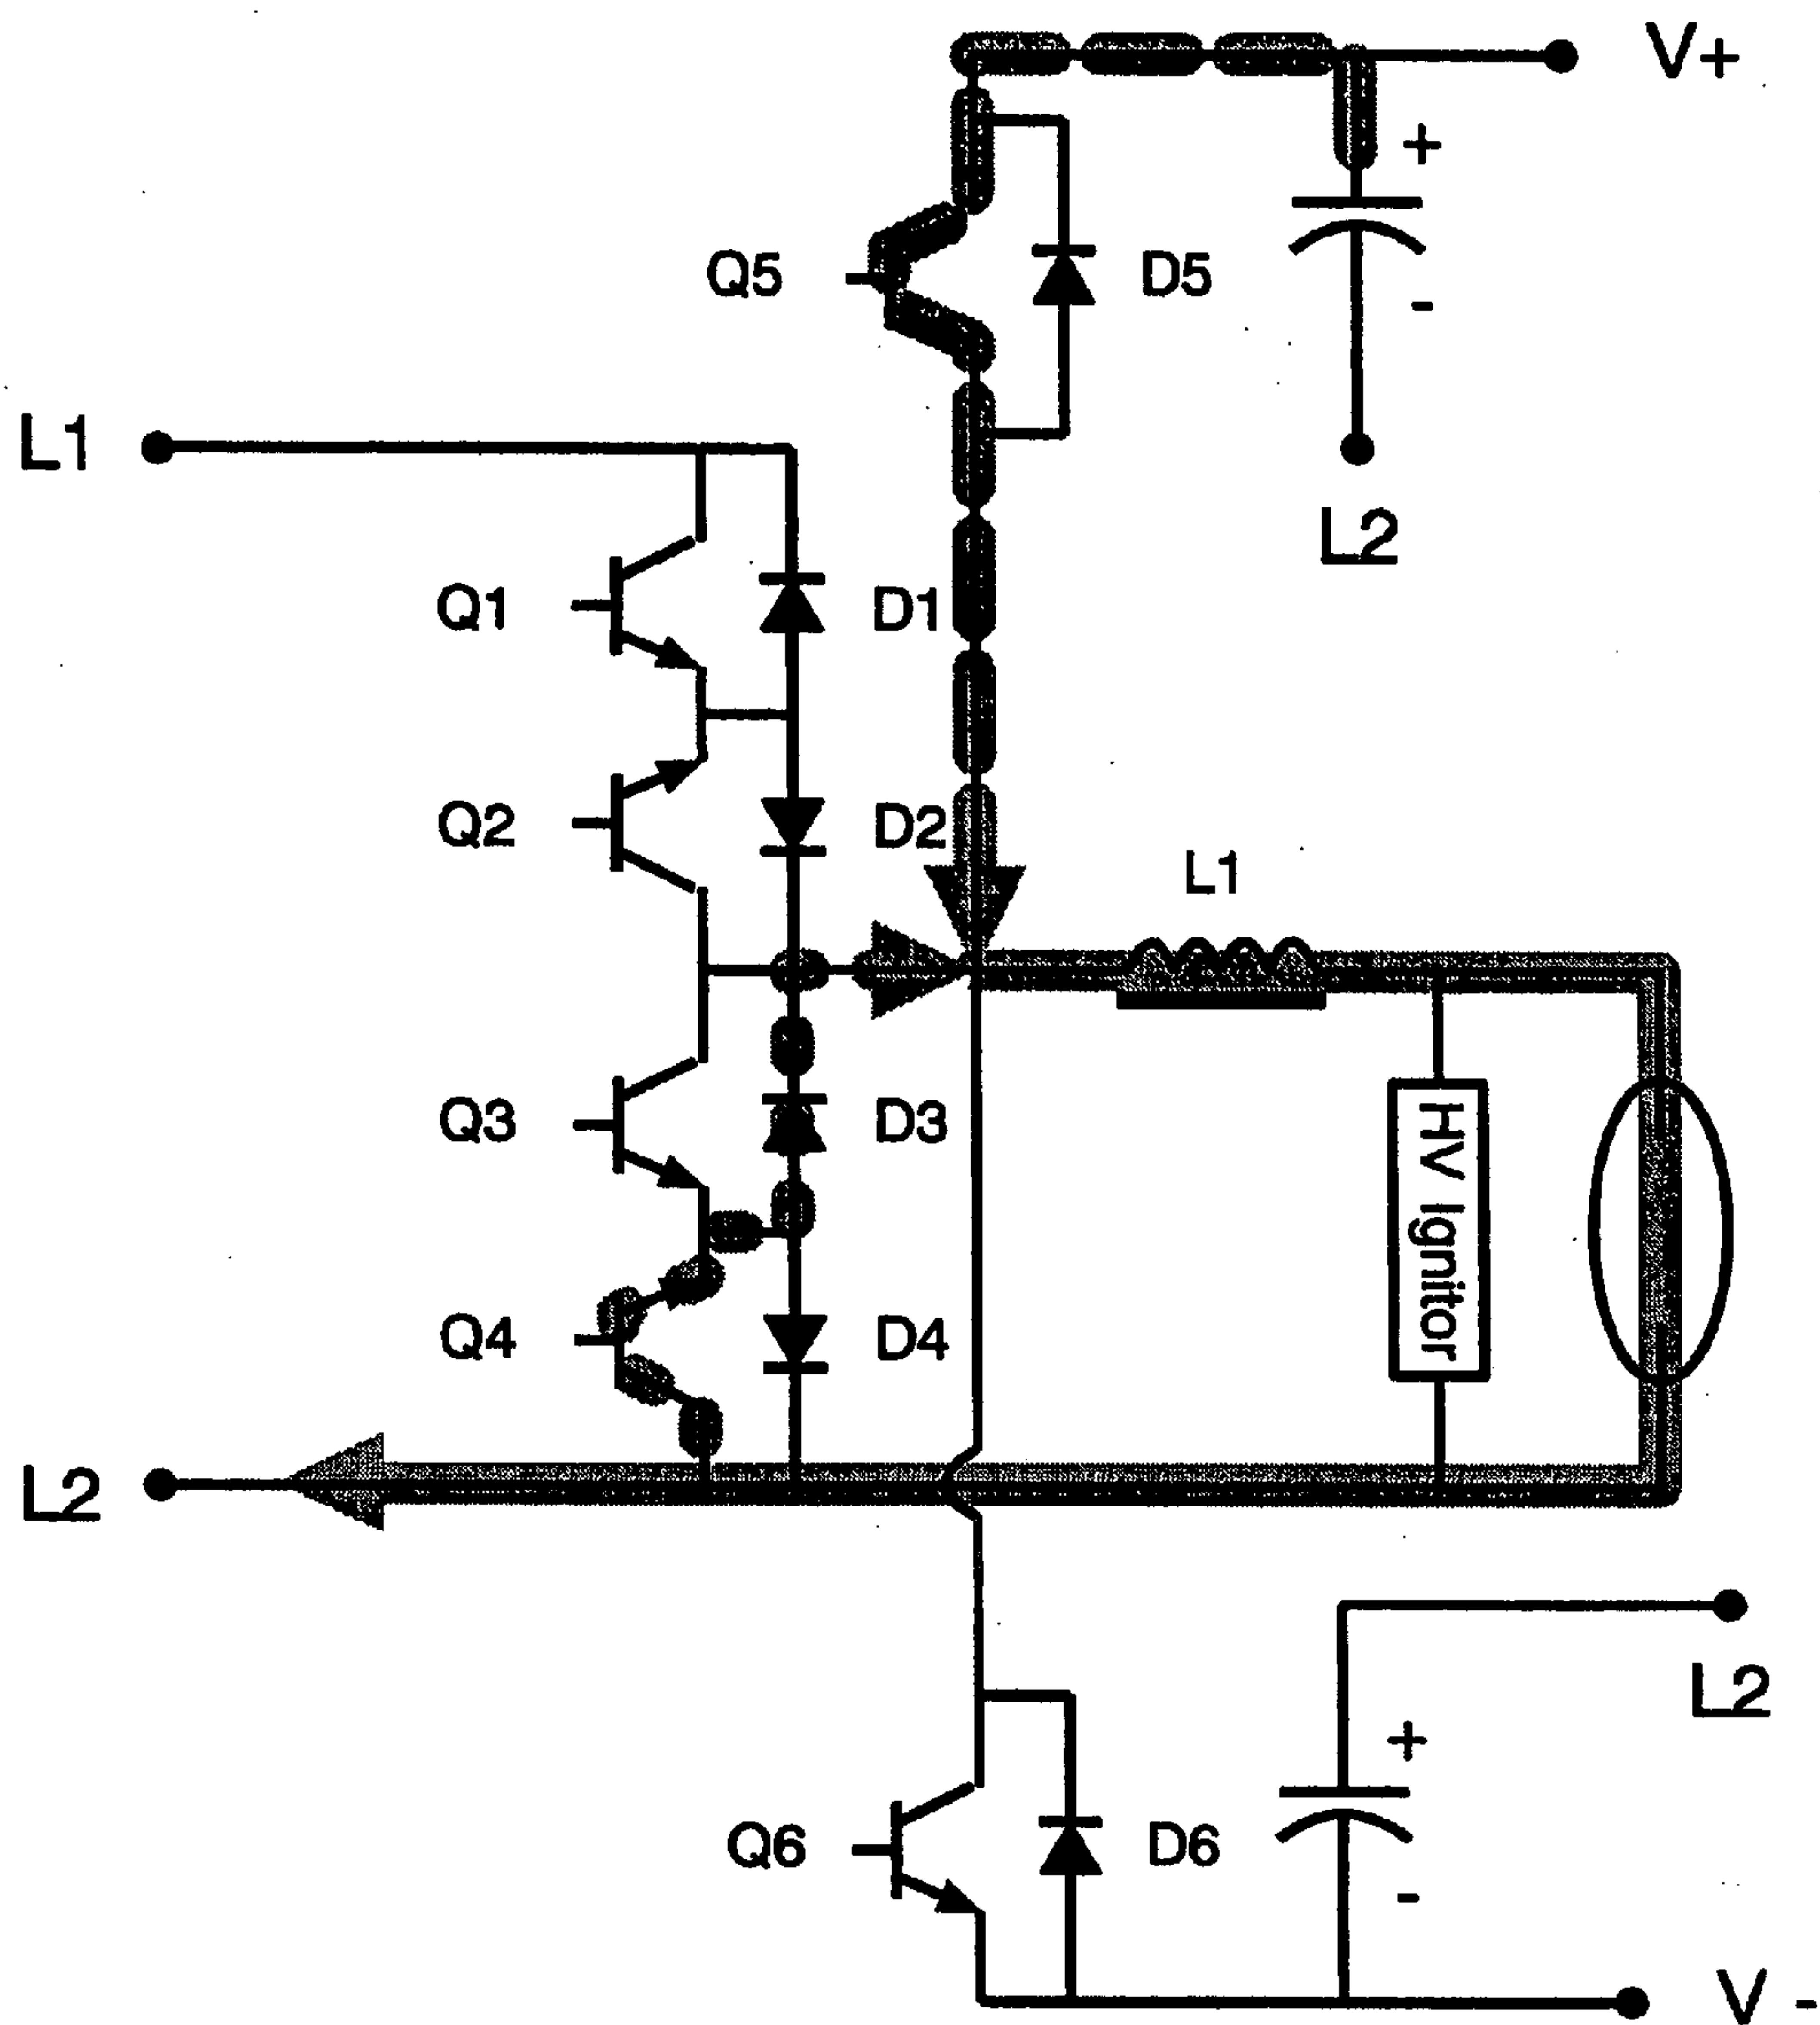 V+
+
Q5
D5
-
L1
L2
Q1
D1
Q2
D2
L1
Q3
D3
HV Ignitor
Q4
D4
L2
L2
+
Q6
D6
-
V -